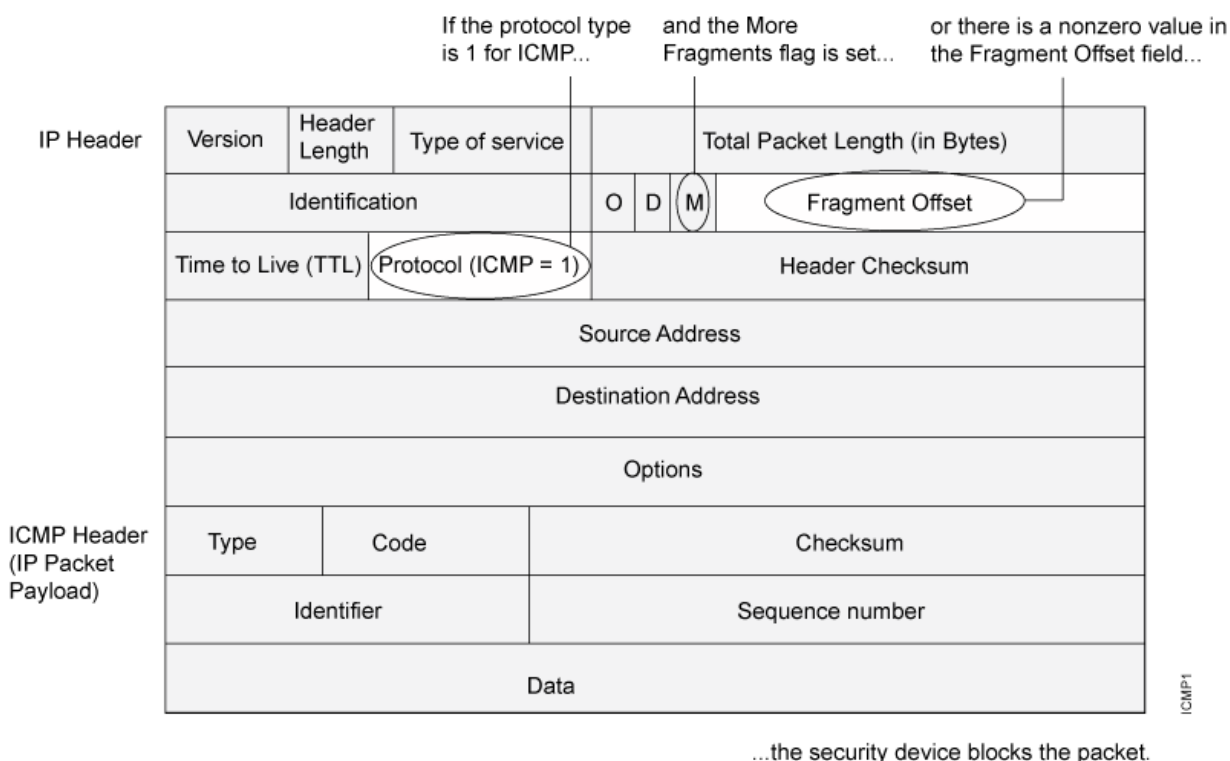 If the protocol type
is 1 for ICMP...
and the More
Fragments flag is set...
or there is a nonzero value in
the Fragment Offset field...
IP Header
Version
Header
Length
Type of service
Total Packet Length (in Bytes)
Identification
O
D
M
Fragment Offset
Time to Live (TTL)
Protocol (ICMP = 1)
Header Checksum
Source Address
Destination Address
Options
ICMP Header
(IP Packet
Payload)
Type
Code
Checksum
Identifier
Sequence number
Data
ICMP1
...the security device blocks the packet.